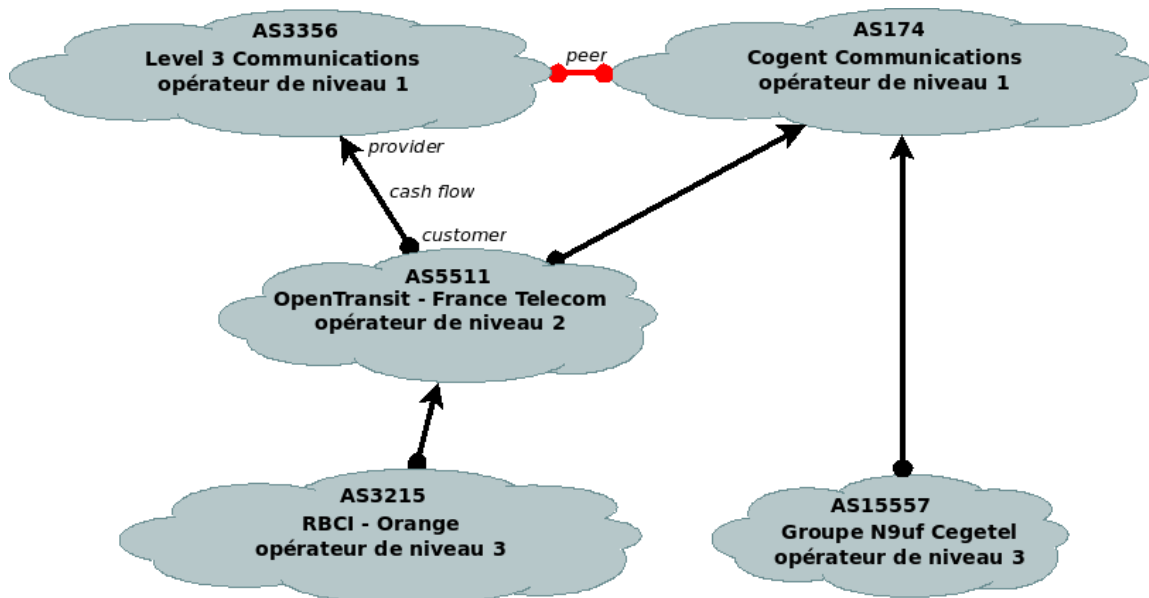 AS3356
Level 3 Communications
opérateur de niveau 1
peer
AS174
Cogent Communications
opérateur de niveau 1
provider
cash flow
customer
AS5511
OpenTransit - France Telecom
opérateur de niveau 2
AS3215
RBCI - Orange
opérateur de niveau 3
AS15557
Groupe N9uf Cegetel
opérateur de niveau 3